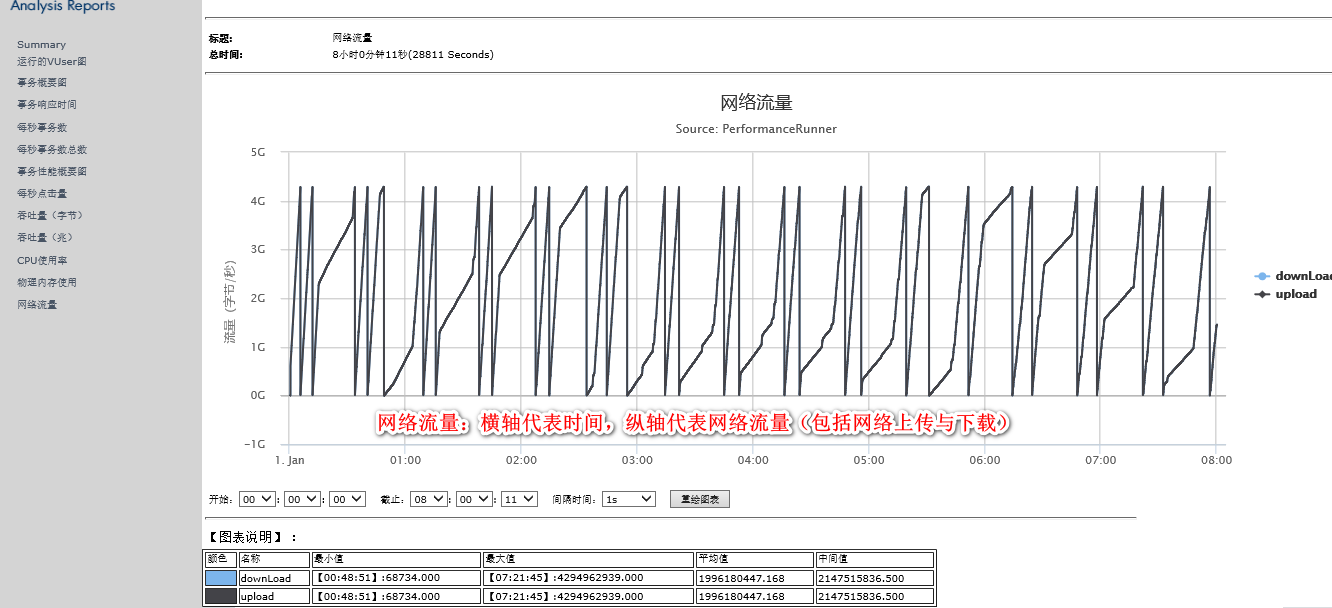 Analysis Reports
Summary
运行的VUser图
事务概要图
事务响应时间
每秒事务数
每秒事务数总数
事务性能概要图
每秒点击量
吞吐量（字节）
吞吐量（兆）
CPU使用率
物理内存使用
网络流量
标题: 网络流量
总时间: 8小时0分钟11秒(28811 Seconds)
网络流量
Source: PerformanceRunner
5G
4G
3G
2G
1G
0G
-1G
流量（字节/秒）
downLoad
upload
网络流量：横轴代表时间，纵轴代表网络流量（包括网络上传与下载）
1. Jan 01:00 02:00 03:00 04:00 05:00 06:00 07:00 08:00
开始: 00 : 00 : 00 截止: 08 : 00 : 11 间隔时间: 1s 重绘图表
【图表说明】：
颜色 名称 最小值 最大值 平均值 中间值
downLoad 【00:48:51】:68734.000 【07:21:45】:4294962939.000 1996180447.168 2147515836.500
upload 【00:48:51】:68734.000 【07:21:45】:4294962939.000 1996180447.168 2147515836.500